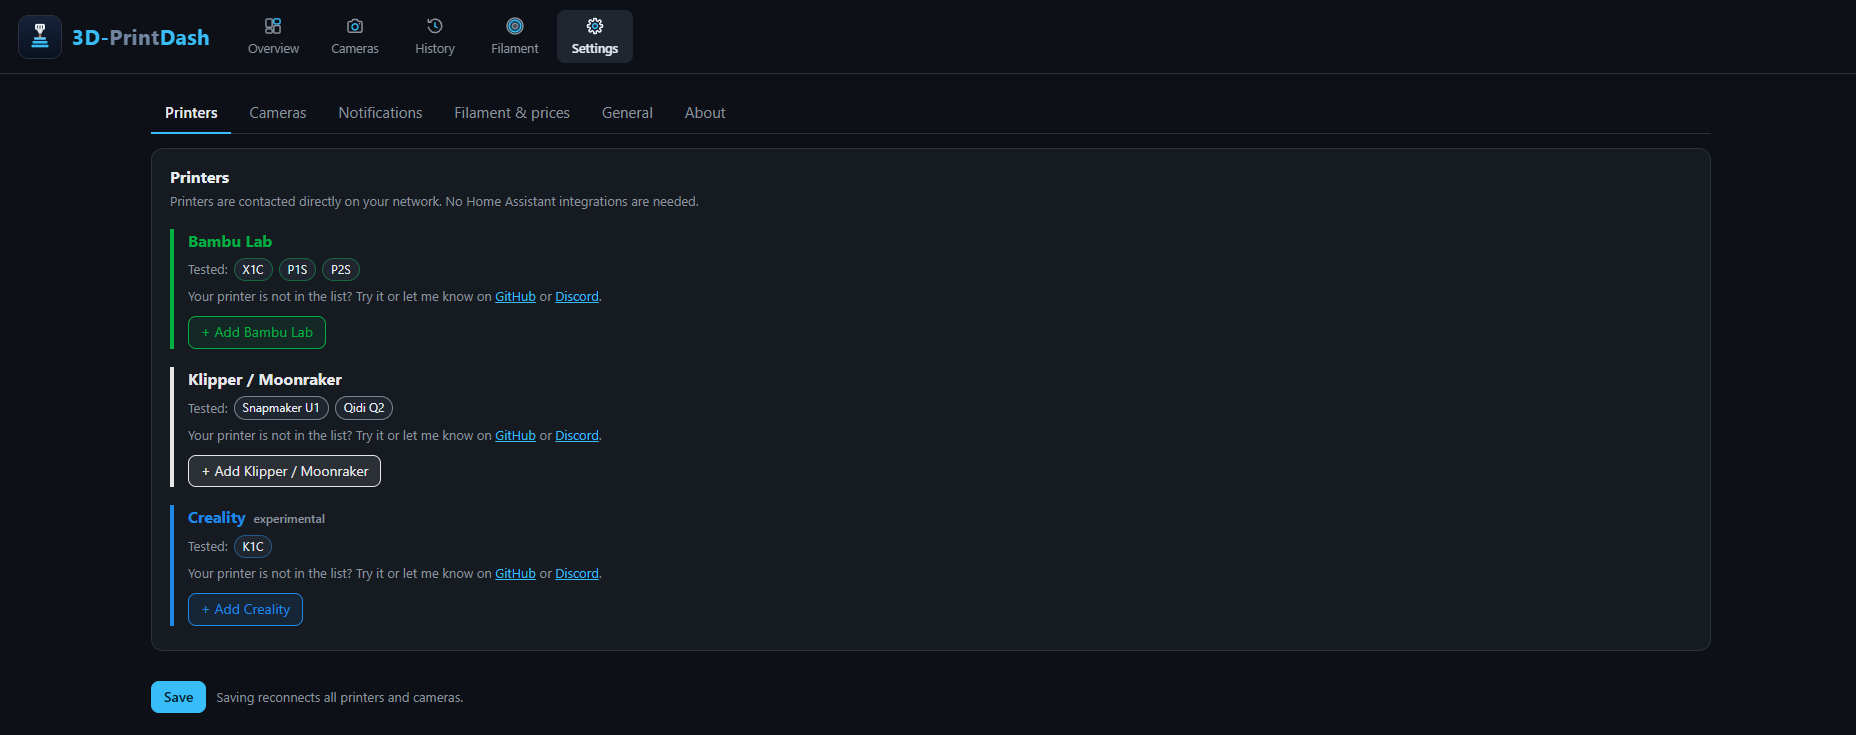 3D-PrintDash
Overview
Cameras
History
Filament
Settings
Printers
Cameras
Notifications
Filament & prices
General
About
Printers
Printers are contacted directly on your network. No Home Assistant integrations are needed.
Bambu Lab
Tested: X1C P1S P2S
Your printer is not in the list? Try it or let me know on GitHub or Discord.
+ Add Bambu Lab
Klipper / Moonraker
Tested: Snapmaker U1 Qidi Q2
Your printer is not in the list? Try it or let me know on GitHub or Discord.
+ Add Klipper / Moonraker
Creality experimental
Tested: K1C
Your printer is not in the list? Try it or let me know on GitHub or Discord.
+ Add Creality
Save Saving reconnects all printers and cameras.